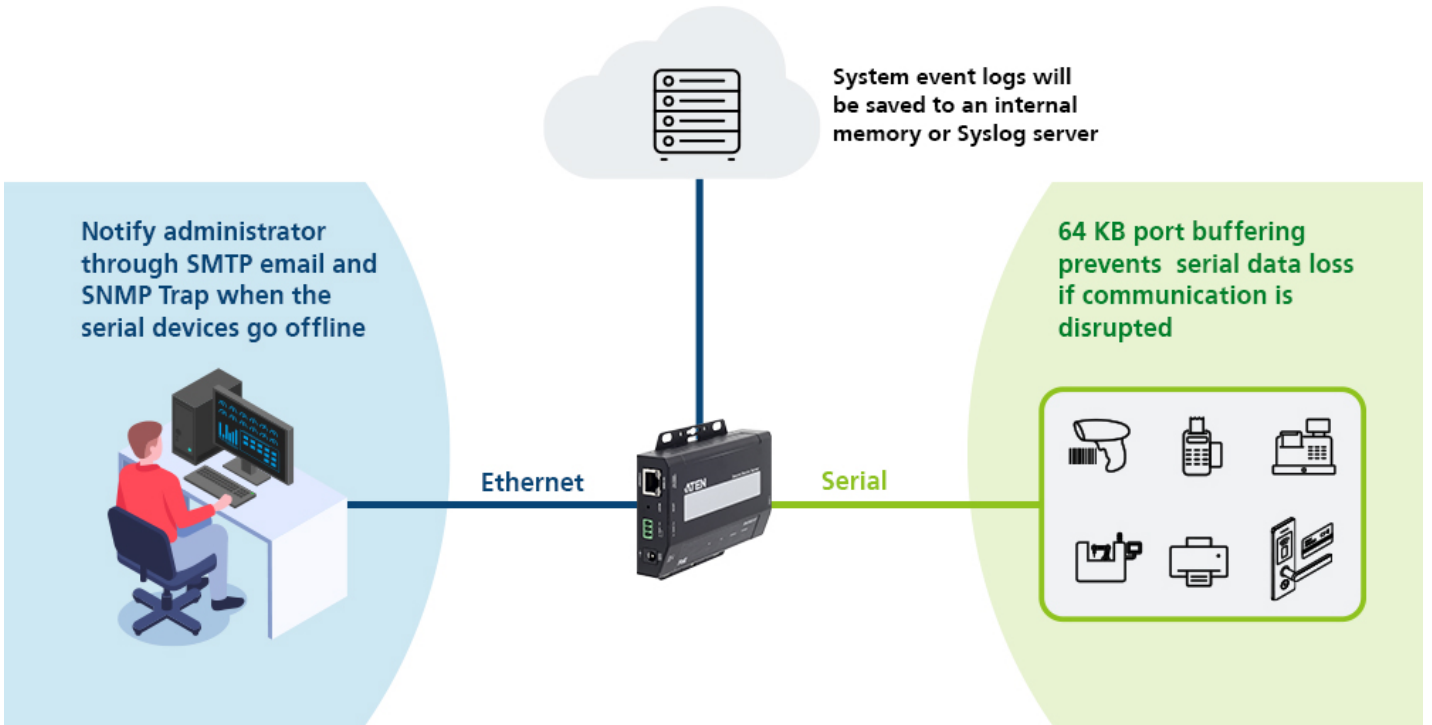 System event logs will
be saved to an internal
memory or Syslog server
Notify administrator
through SMTP email and
SNMP Trap when the
serial devices go offline
64 KB port buffering
prevents serial data loss
if communication is
disrupted
Ethernet
ATEN
Serial